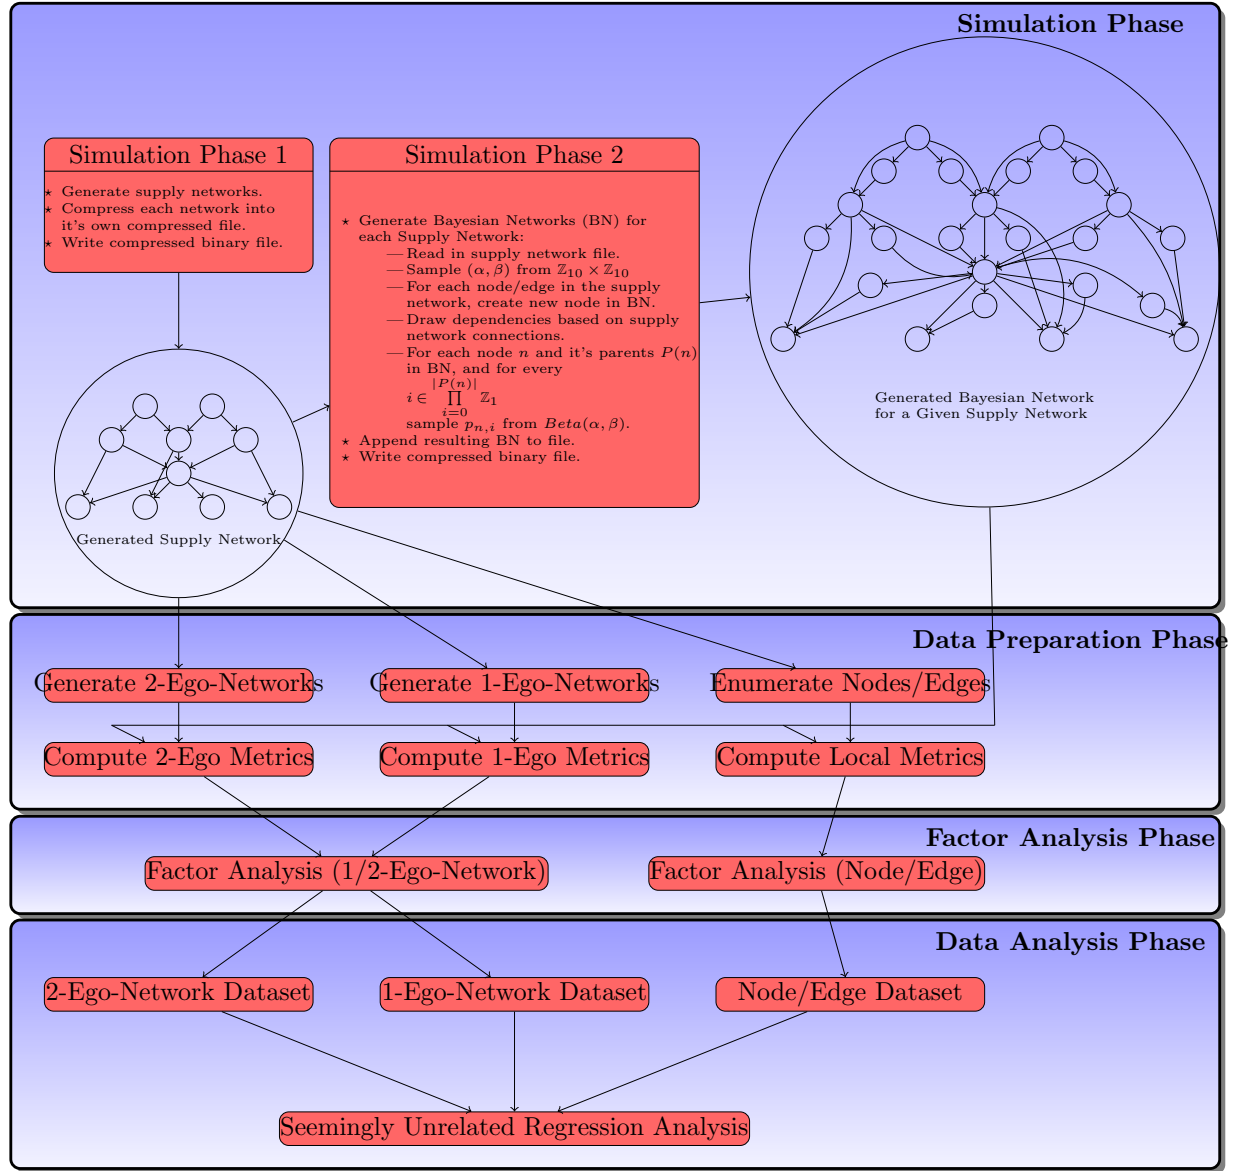 Simulation Phase
Simulation Phase 1
⋆ Generate supply networks.
⋆ Compress each network into
it's own compressed file.
⋆ Write compressed binary file.
Simulation Phase 2
⋆ Generate Bayesian Networks (BN) for
each Supply Network:
— Read in supply network file.
— Sample (α, β) from ℤ₁₀ × ℤ₁₀
— For each node/edge in the supply
network, create new node in BN.
— Draw dependencies based on supply
network connections.
— For each node n and it's parents P(n)
in BN, and for every
|P(n)|
i ∈ ∏ ℤ₁
i=0
sample pₙ,ᵢ from Beta(α, β).
⋆ Append resulting BN to file.
⋆ Write compressed binary file.
Generated Bayesian Network
for a Given Supply Network
Generated Supply Network
Data Preparation Phase
Generate 2-Ego-Networks
Generate 1-Ego-Networks
Enumerate Nodes/Edges
Compute 2-Ego Metrics
Compute 1-Ego Metrics
Compute Local Metrics
Factor Analysis Phase
Factor Analysis (1/2-Ego-Network)
Factor Analysis (Node/Edge)
Data Analysis Phase
2-Ego-Network Dataset
1-Ego-Network Dataset
Node/Edge Dataset
Seemingly Unrelated Regression Analysis